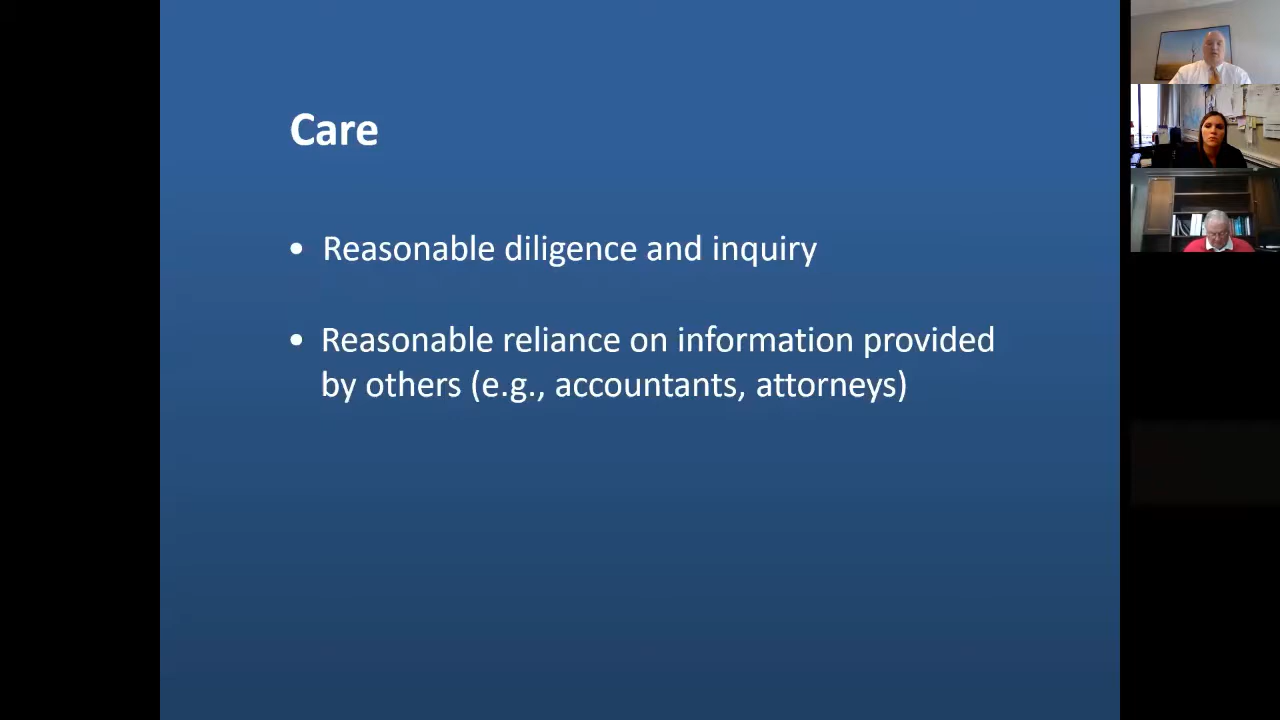 Care
• Reasonable diligence and inquiry
• Reasonable reliance on information provided
by others (e.g., accountants, attorneys)